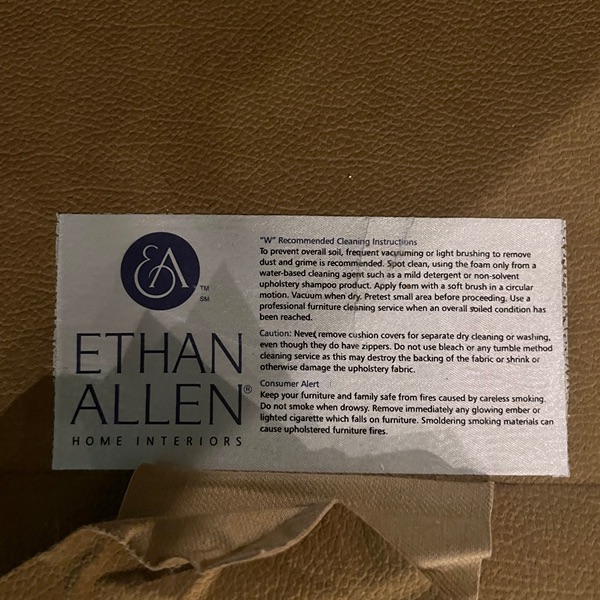 EA
TM
SM
ETHAN
ALLEN®
HOME INTERIORS
"W" Recommended Cleaning Instructions
To prevent overall soil, frequent vacuuming or light brushing to remove
dust and grime is recommended. Spot clean, using the foam only from a
water-based cleaning agent such as a mild detergent or non-solvent
upholstery shampoo product. Apply foam with a soft brush in a circular
motion. Vacuum when dry. Pretest small area before proceeding. Use a
professional furniture cleaning service when an overall soiled condition has
been reached.
Caution: Never remove cushion covers for separate dry cleaning or washing,
even though they do have zippers. Do not use bleach or any tumble method
cleaning service as this may destroy the backing of the fabric or shrink or
otherwise damage the upholstery fabric.
Consumer Alert
Keep your furniture and family safe from fires caused by careless smoking.
Do not smoke when drowsy. Remove immediately any glowing ember or
lighted cigarette which falls on furniture. Smoldering smoking materials can
cause upholstered furniture fires.